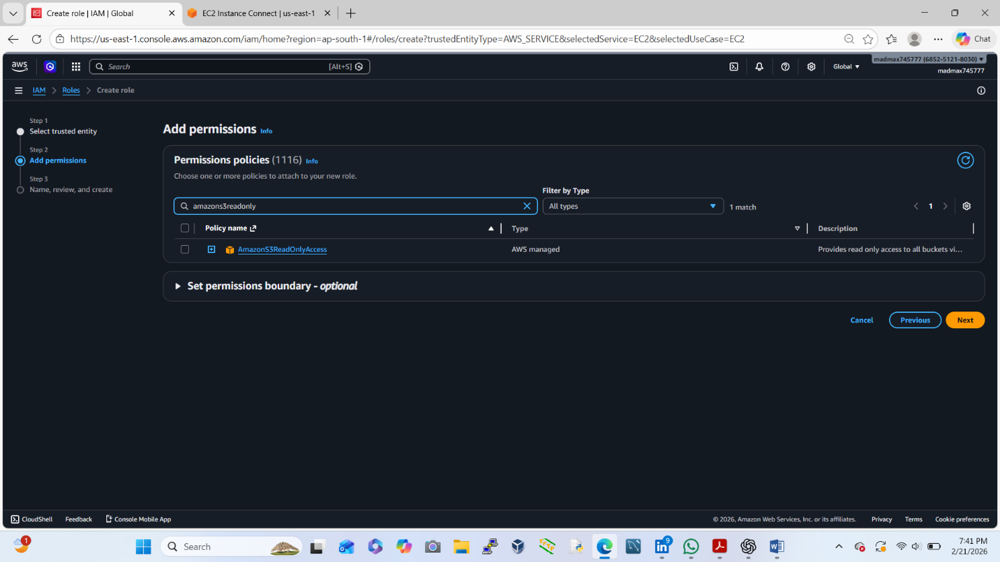 Create role | IAM | Global
EC2 Instance Connect | us-east-1
https://us-east-1.console.aws.amazon.com/iam/home?region=ap-south-1#/roles/create?trustedEntityType=AWS_SERVICE&selectedService=EC2&selectedUseCase=EC2
Chat
aws
Search
[Alt+S]
Global
madmax745777 (6852-5121-8030)
madmax745777
IAM
Roles
Create role
Step 1
Select trusted entity
Step 2
Add permissions
Step 3
Name, review, and create
Add permissions Info
Permissions policies (1116) Info
Choose one or more policies to attach to your new role.
Filter by Type
amazons3readonly
All types
1 match
1
Policy name
Type
Description
AmazonS3ReadOnlyAccess
AWS managed
Provides read only access to all buckets vi...
Set permissions boundary - optional
Cancel
Previous
Next
CloudShell
Feedback
Console Mobile App
© 2026, Amazon Web Services, Inc. or its affiliates.
Privacy
Terms
Cookie preferences
1
Search
9
7:41 PM
2/21/2026